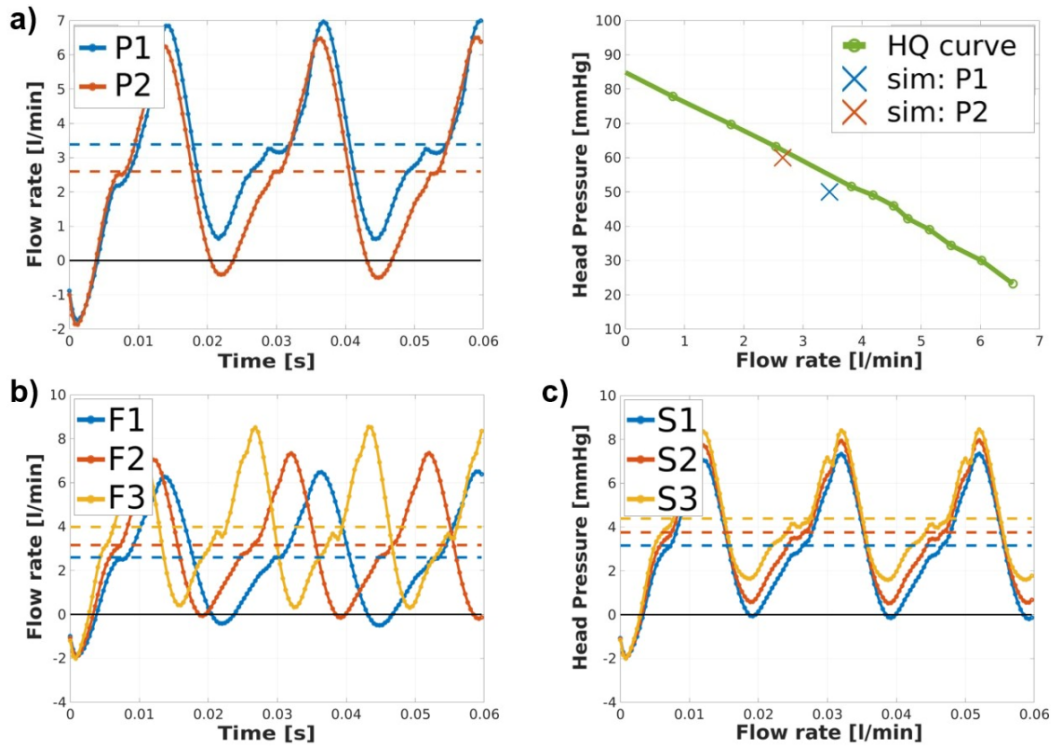 a)
7
6
5
4
3
2
1
0
-1
-2
P1
P2
Flow rate [l/min]
0
0.01
0.02
0.03
0.04
0.05
0.06
Time [s]
100
90
80
70
60
50
40
30
20
10
HQ curve
sim: P1
sim: P2
Head Pressure [mmHg]
0
1
2
3
4
5
6
7
Flow rate [l/min]
b)
10
8
6
4
2
0
-2
-4
F1
F2
F3
Flow rate [l/min]
0
0.01
0.02
0.03
0.04
0.05
0.06
Time [s]
c)
10
8
6
4
2
0
-2
-4
S1
S2
S3
Head Pressure [mmHg]
0
0.01
0.02
0.03
0.04
0.05
0.06
Flow rate [l/min]